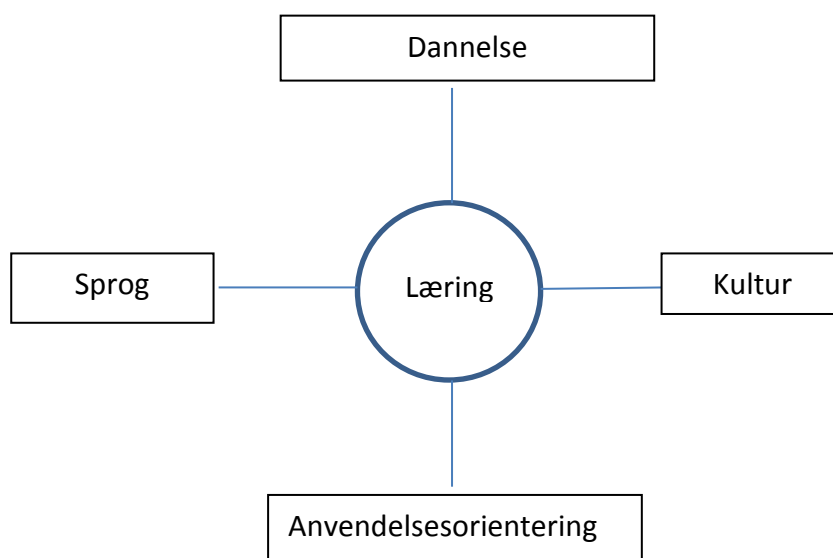 Dannelse
Sprog
Læring
Kultur
Anvendelsesorientering